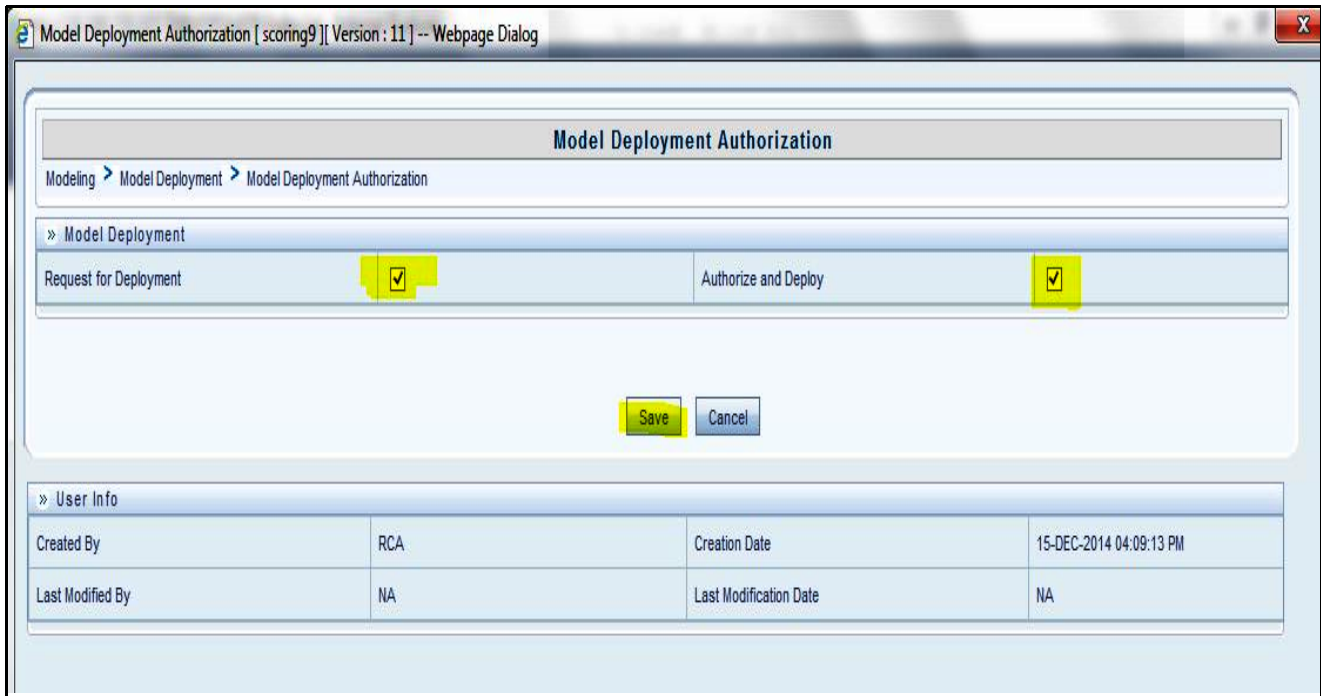 Model Deployment Authorization [ scoring9 ][ Version : 11 ] -- Webpage Dialog
X
Model Deployment Authorization
Modeling > Model Deployment > Model Deployment Authorization
» Model Deployment
Request for Deployment Authorize and Deploy
Save Cancel
» User Info
Created By RCA Creation Date 15-DEC-2014 04:09:13 PM
Last Modified By NA Last Modification Date NA